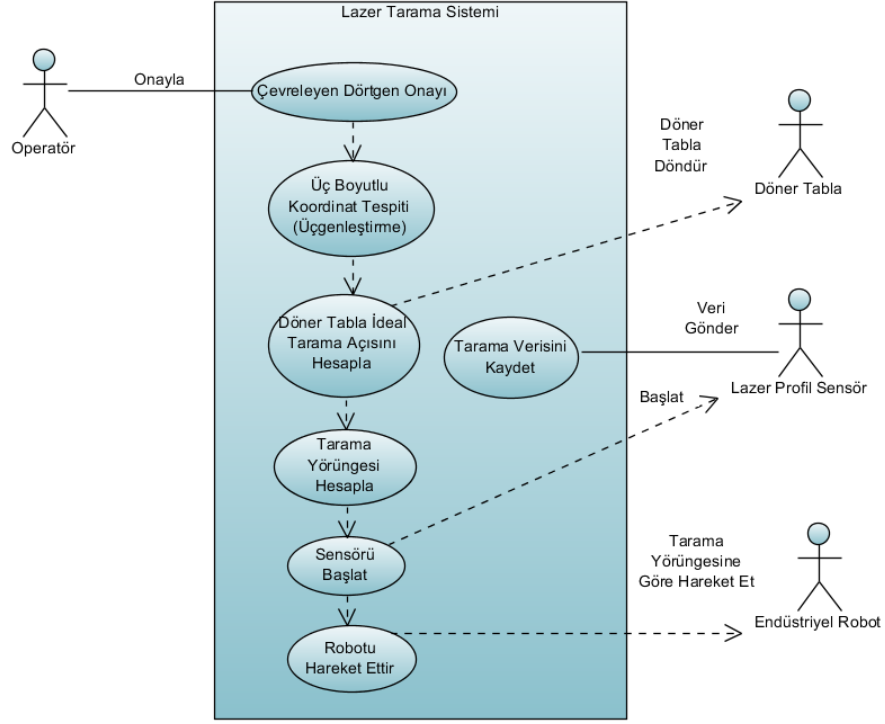 Lazer Tarama Sistemi
Onayla
Operatör
Çevreleyen Dörtgen Onayı
Üç Boyutlu
Koordinat Tespiti
(Üçgenleştirme)
Döner
Tabla
Döndür
Döner Tabla
Döner Tabla İdeal
Tarama Açısını
Hesapla
Tarama Verisini
Kaydet
Veri
Gönder
Lazer Profil Sensör
Başlat
Tarama
Yörüngesi
Hesapla
Sensörü
Başlat
Tarama
Yörüngesine
Göre Hareket Et
Endüstriyel Robot
Robotu
Hareket Ettir